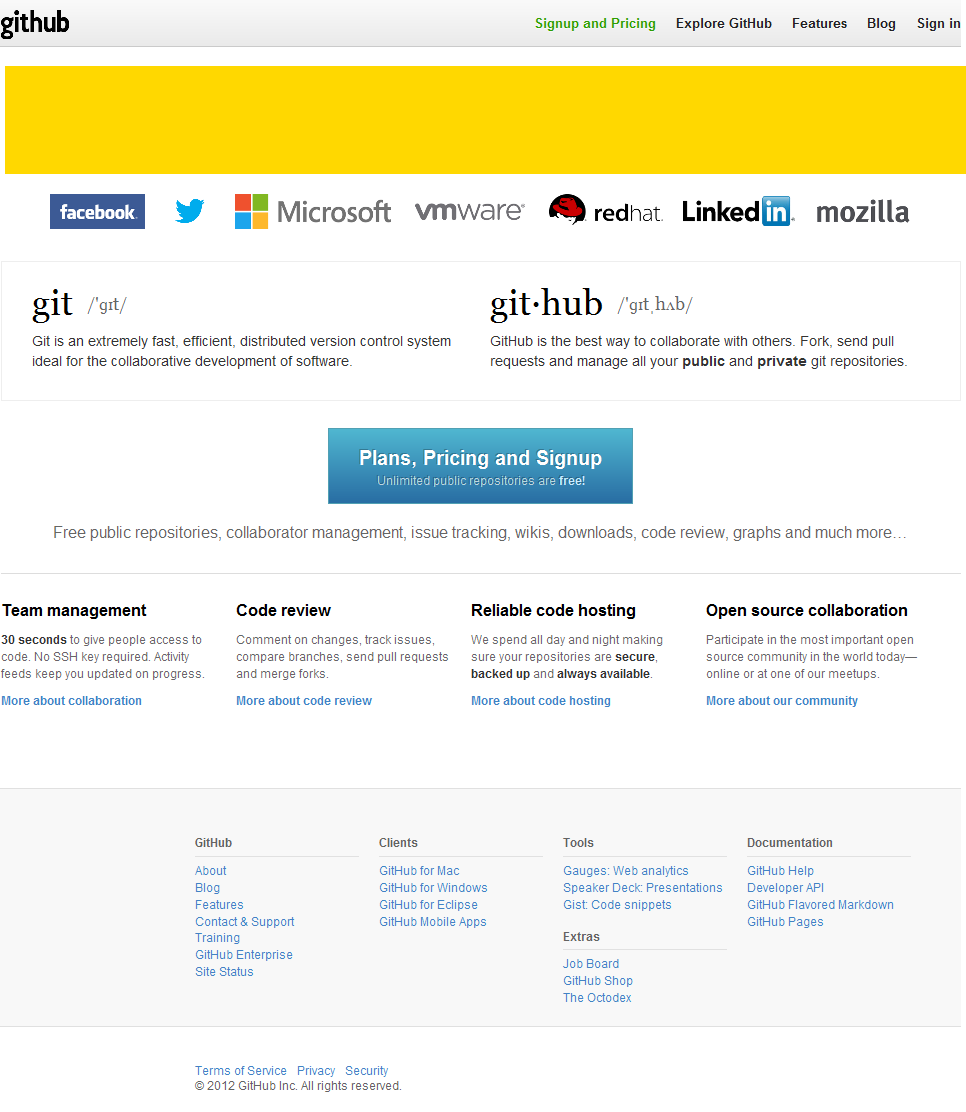 github
Signup and Pricing Explore GitHub Features Blog Sign in
facebook. Microsoft vmware® redhat. Linked in mozilla
git /ˈɡɪt/
Git is an extremely fast, efficient, distributed version control system
ideal for the collaborative development of software.
git·hub /ˈɡɪtˌhʌb/
GitHub is the best way to collaborate with others. Fork, send pull
requests and manage all your public and private git repositories.
Plans, Pricing and Signup
Unlimited public repositories are free!
Free public repositories, collaborator management, issue tracking, wikis, downloads, code review, graphs and much more…
Team management
30 seconds to give people access to
code. No SSH key required. Activity
feeds keep you updated on progress.
More about collaboration
Code review
Comment on changes, track issues,
compare branches, send pull requests
and merge forks.
More about code review
Reliable code hosting
We spend all day and night making
sure your repositories are secure,
backed up and always available.
More about code hosting
Open source collaboration
Participate in the most important open
source community in the world today—
online or at one of our meetups.
More about our community
GitHub
About
Blog
Features
Contact & Support
Training
GitHub Enterprise
Site Status
Clients
GitHub for Mac
GitHub for Windows
GitHub for Eclipse
GitHub Mobile Apps
Tools
Gauges: Web analytics
Speaker Deck: Presentations
Gist: Code snippets
Extras
Job Board
GitHub Shop
The Octodex
Documentation
GitHub Help
Developer API
GitHub Flavored Markdown
GitHub Pages
Terms of Service Privacy Security
© 2012 GitHub Inc. All rights reserved.